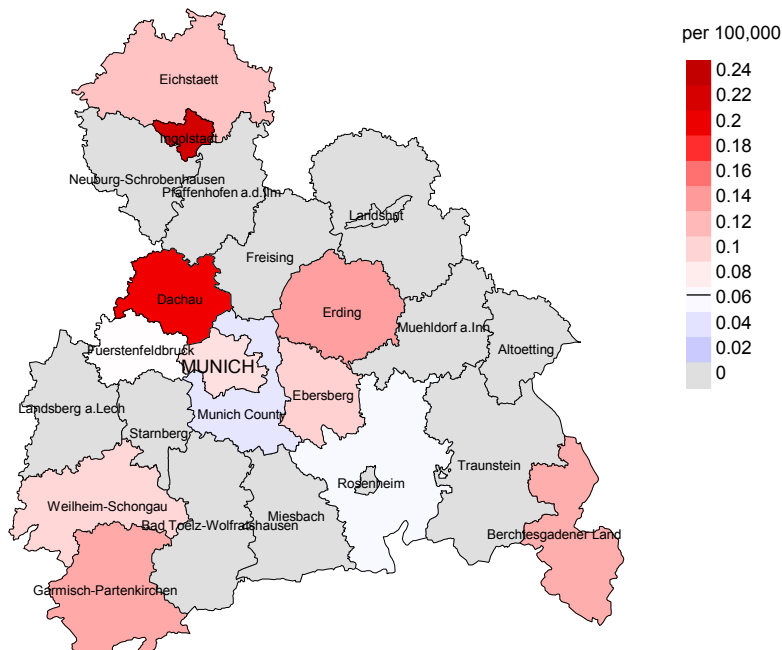 per 100,000
0.24
0.22
0.2
0.18
0.16
0.14
0.12
0.1
0.08
0.06
0.04
0.02
0
Eichstaett
Ingolstadt
Neuburg-Schrobenhausen
Pfaffenhofen a.d.Ilm
Landshut
Freising
Dachau
Erding
Muehldorf a.Inn
Altoetting
Fuerstenfeldbruck
MUNICH
Ebersberg
Landsberg a.Lech
Munich County
Starnberg
Traunstein
Rosenheim
Weilheim-Schongau
Miesbach
Bad Toelz-Wolfratshausen
Berchtesgadener Land
Garmisch-Partenkirchen